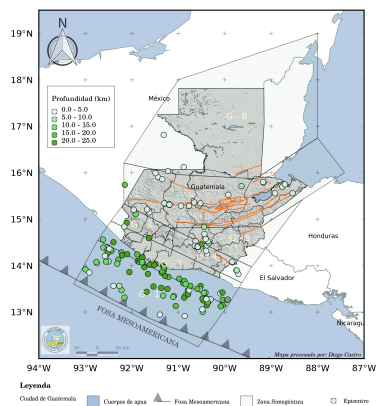 19°N
18°N
17°N
16°N
15°N
14°N
13°N
N
Profundidad (km)
0.0 - 5.0
5.0 - 10.0
10.0 - 15.0
15.0 - 20.0
20.0 - 25.0
México
G - 8
Guatemala
Honduras
El Salvador
Nicaragu
FOSA MESOAMERICANA
Mapa procesado por: Diego Castro
94°W
93°W
92°W
91°W
90°W
89°W
88°W
87°W
Leyenda
Ciudad de Guatemala
Cuerpos de agua
Fosa Mesoamericana
Zona Sismogénica
Epicentro